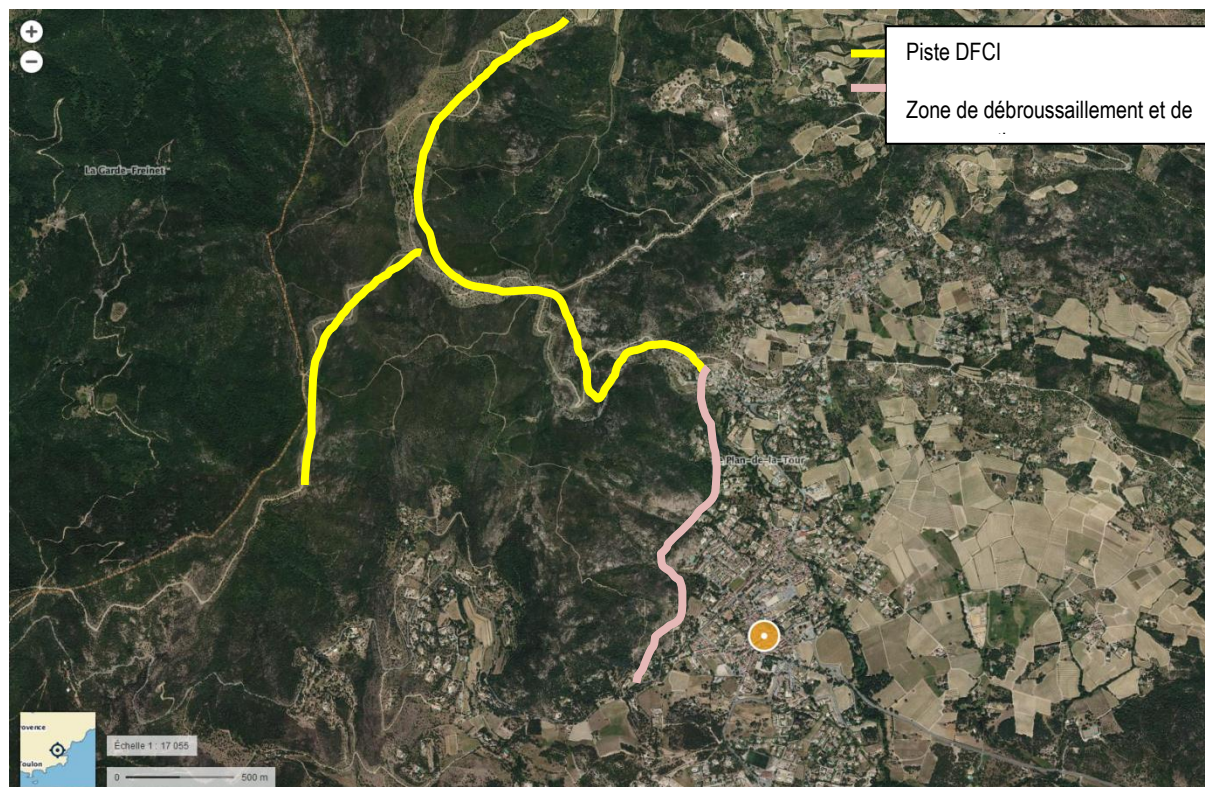 +
−
Piste DFCI
Zone de débroussaillement et de
La Garde-Freinet
Plan-de-la-Tour
Provence
Toulon
Échelle 1 : 17 055
0
500 m